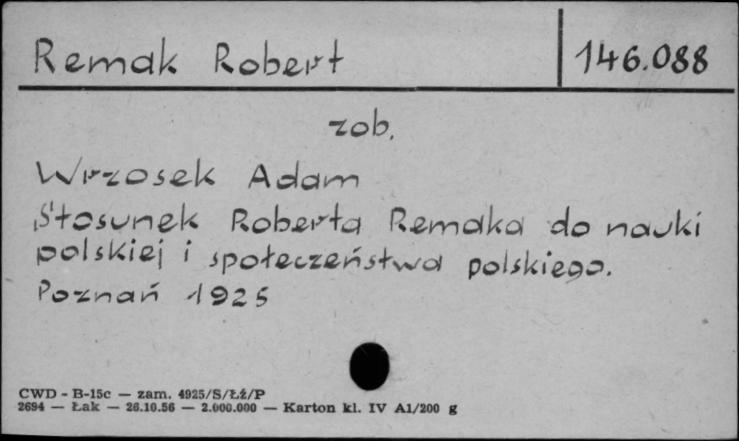 Remak Robert
146.088
zob.
Wrzosek Adam
Stosunek Roberta Remaka do nauki
polskiej i społeczeństwa polskiego.
Poznań 1925
CWD - B-15c — zam. 4925/S/ŁŻ/P
2694 — Łak — 26.10.56 — 2.000.000 — Karton kl. IV A1/200 g